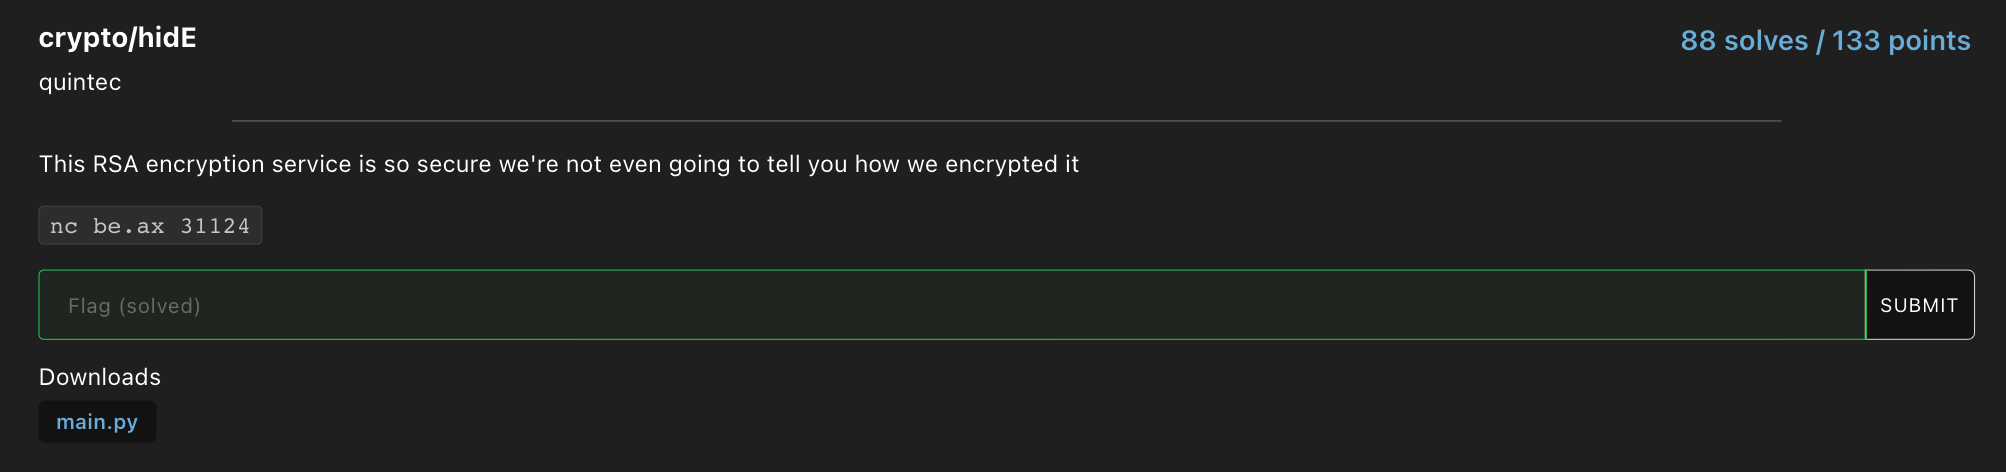 crypto/hidE
88 solves / 133 points
quintec
This RSA encryption service is so secure we're not even going to tell you how we encrypted it
nc be.ax 31124
Flag (solved)
SUBMIT
Downloads
main.py